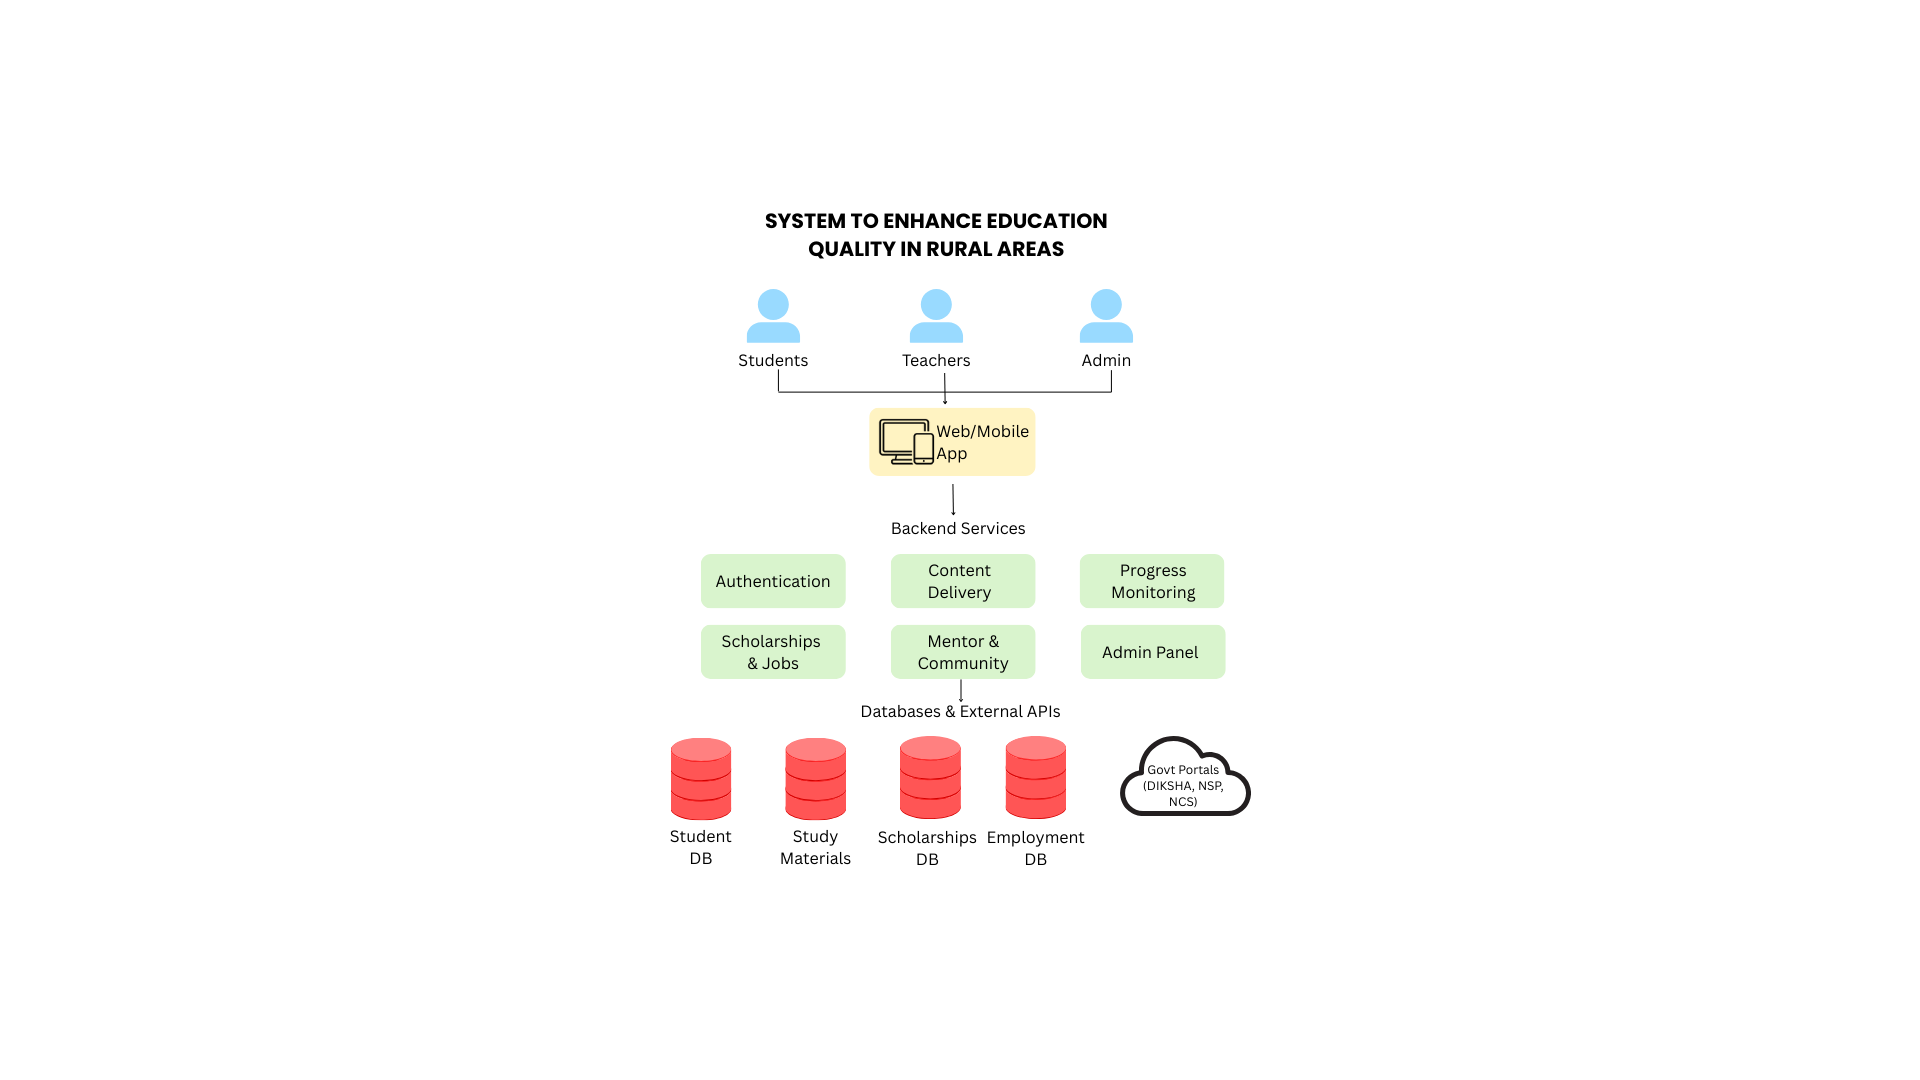 SYSTEM TO ENHANCE EDUCATION
QUALITY IN RURAL AREAS
Students
Teachers
Admin
Web/Mobile
App
Backend Services
Authentication
Content
Delivery
Progress
Monitoring
Scholarships
& Jobs
Mentor &
Community
Admin Panel
Databases & External APIs
Student
DB
Study
Materials
Scholarships
DB
Employment
DB
Govt Portals
(DIKSHA, NSP,
NCS)